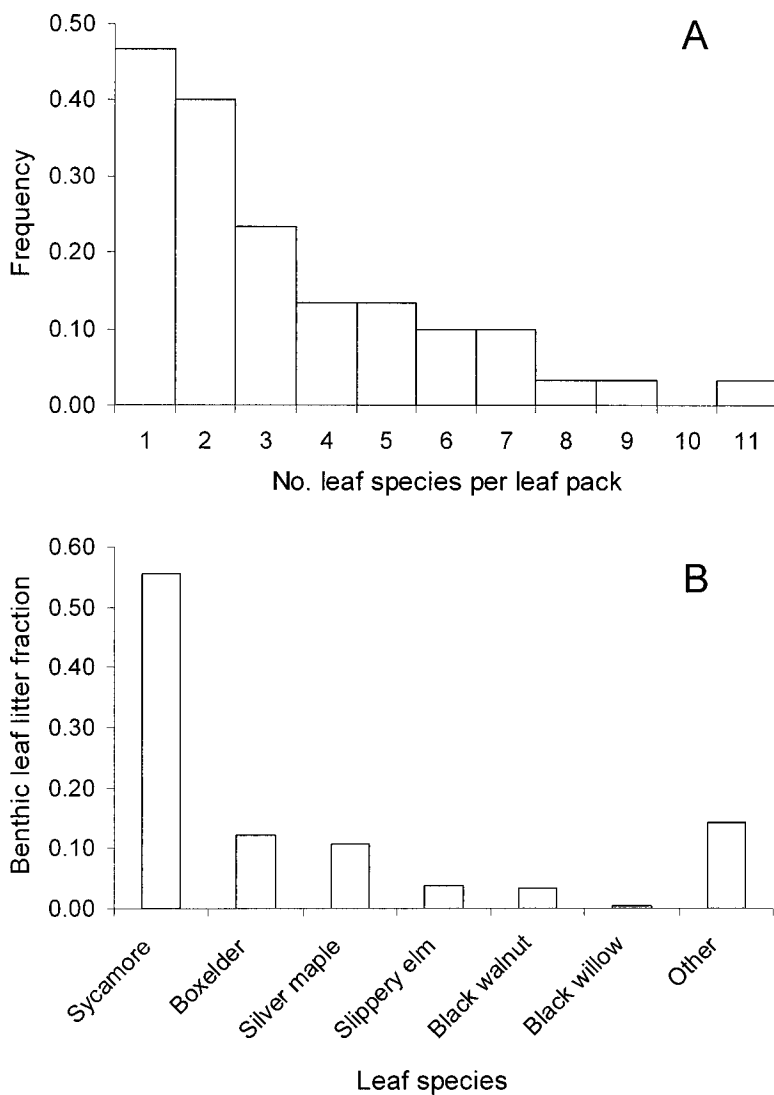 A
0.50
0.40
0.30
0.20
0.10
0.00
Frequency
1 2 3 4 5 6 7 8 9 10 11
No. leaf species per leaf pack
B
0.60
0.50
0.40
0.30
0.20
0.10
0.00
Benthic leaf litter fraction
Sycamore
Boxelder
Silver maple
Slippery elm
Black walnut
Black willow
Other
Leaf species